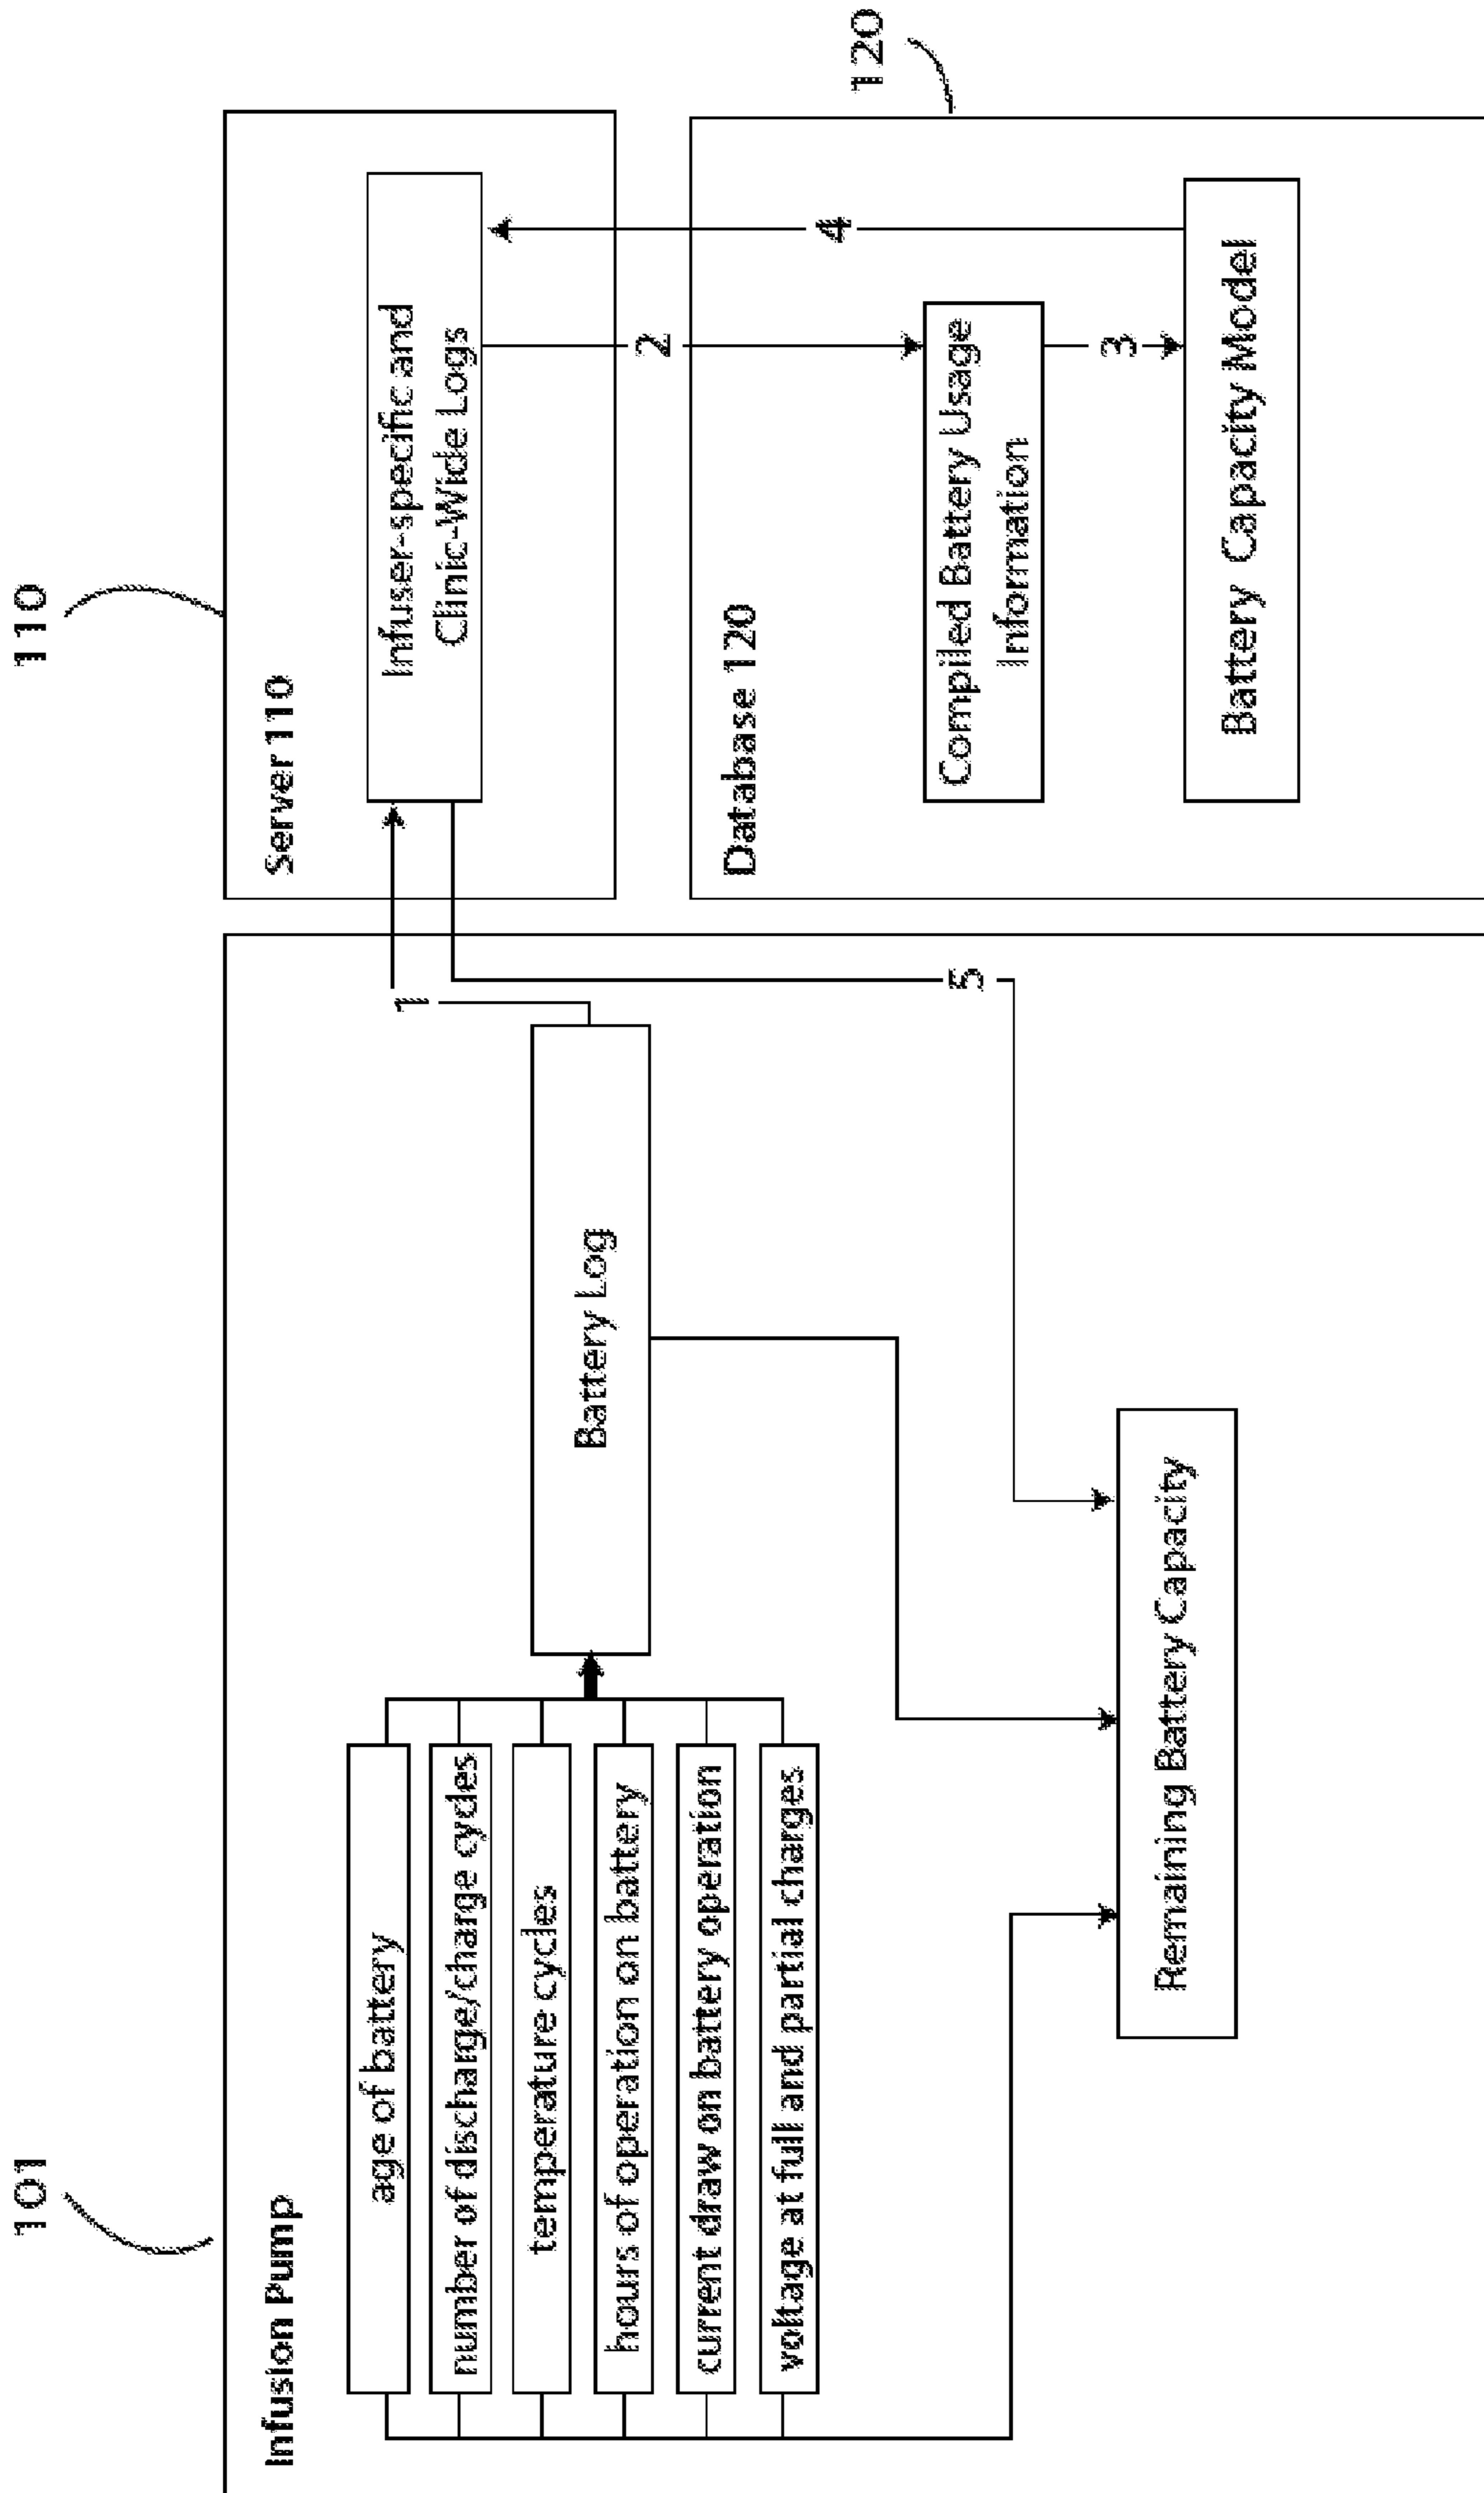 101
110
120
Infusion Pump
age of battery
number of discharge/charge cycles
temperature cycles
hours of operation on battery
current draw on battery operation
voltage at full and partial charges
Battery Log
Remaining Battery Capacity
1
5
Server 110
Infuser-specific and
Clinic-Wide Logs
2
4
Database 120
Compiled Battery Usage
Information
3
Battery Capacity Model